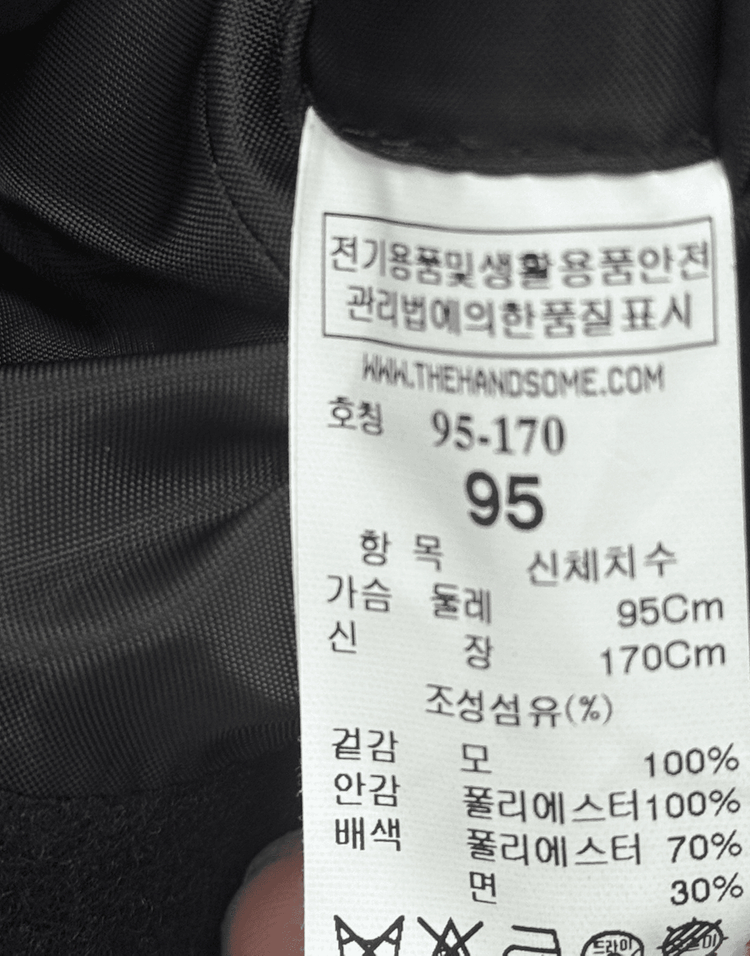 전기용품및생활용품안전
관리법에의한품질표시
WWW.THEHANDSOME.COM
호칭 95-170
95
항 목 신체치수
가슴 둘레 95Cm
신 장 170Cm
조성섬유(%)
겉감 모 100%
안감 폴리에스터100%
배색 폴리에스터 70%
면 30%
드라이